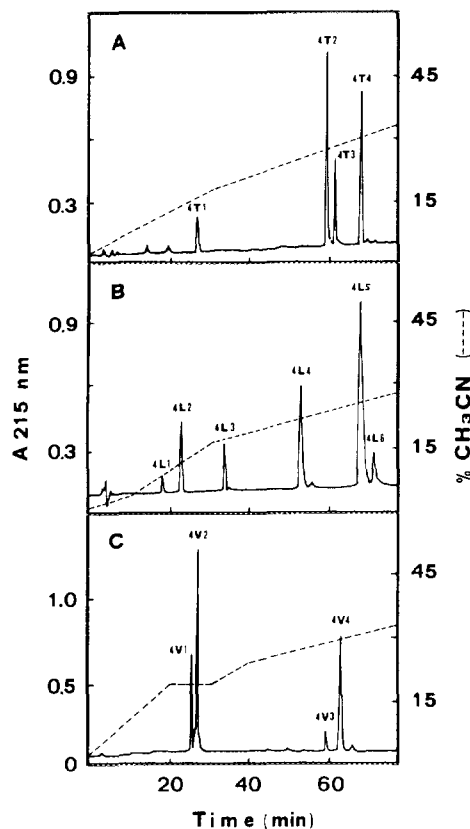 A
4T2
4T4
4T3
4T1
0.9
0.3
45
15
B
4L5
4L4
4L2
4L3
4L1
4L6
0.9
0.3
45
15
C
4V2
4V1
4V4
4V3
1.0
0.5
0
45
15
A 215 nm
% CH₃CN (-----)
20 40 60
Time (min)